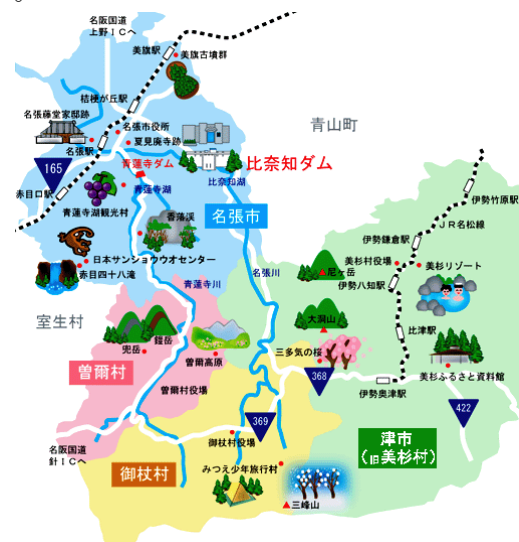 名阪国道
上野ICへ
美旗駅
美旗古墳群
桔梗が丘駅
名張藤堂家邸跡
名張市役所
夏見廃寺跡
名張駅
青山町
165
青蓮寺ダム
比奈知ダム
赤目口駅
青蓮寺湖
比奈知湖
伊勢竹原駅
青蓮寺湖観光村
名張市
JR名松線
香落渓
伊勢鎌倉駅
日本サンショウウオセンター
名張川
美杉村役場
美杉リゾート
尼ヶ岳
伊勢八知駅
赤目四十八滝
青蓮寺川
室生村
大洞山
比津駅
鎧岳
兜岳
曽爾高原
三多気の桜
曽爾村
368
美杉ふるさと資料館
曽爾村役場
伊勢奥津駅
422
369
御杖村役場
名阪国道
針ICへ
津市
(旧美杉村)
御杖村
みつえ少年旅行村
三峰山